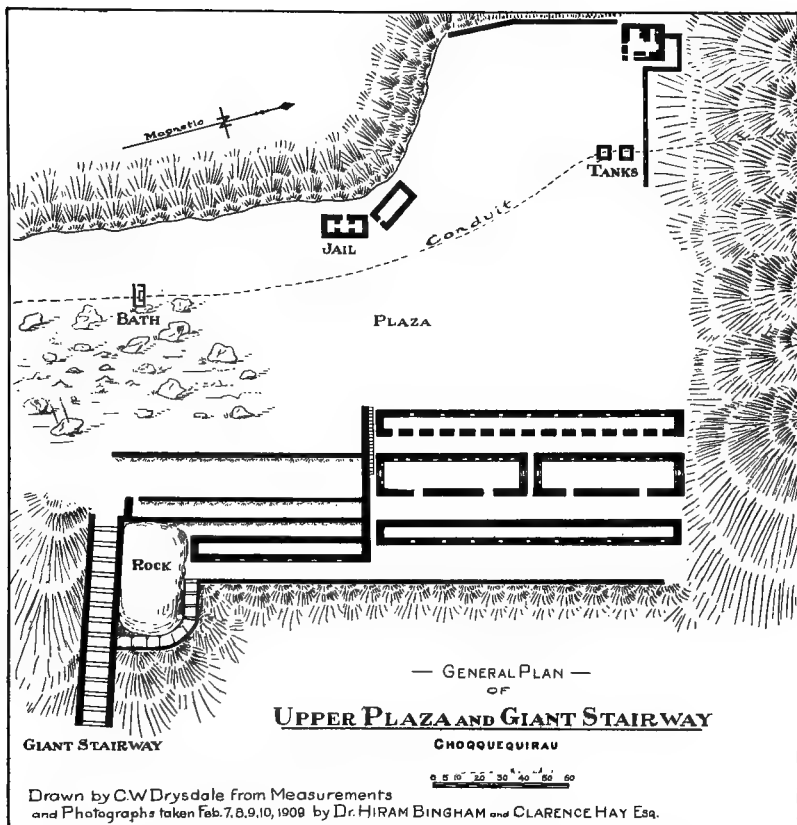 Magnetic
N
TANKS
JAIL
Conduit
BATH
PLAZA
ROCK
— GENERAL PLAN —
OF
UPPER PLAZA AND GIANT STAIRWAY
CHOQQUEQUIRAU
GIANT STAIRWAY
0 5 10 20 30 40 50 60
Drawn by C.W Drysdale from Measurements
and Photographs taken Feb. 7, 8, 9, 10, 1909 by Dr. HIRAM BINGHAM and CLARENCE HAY Esq.